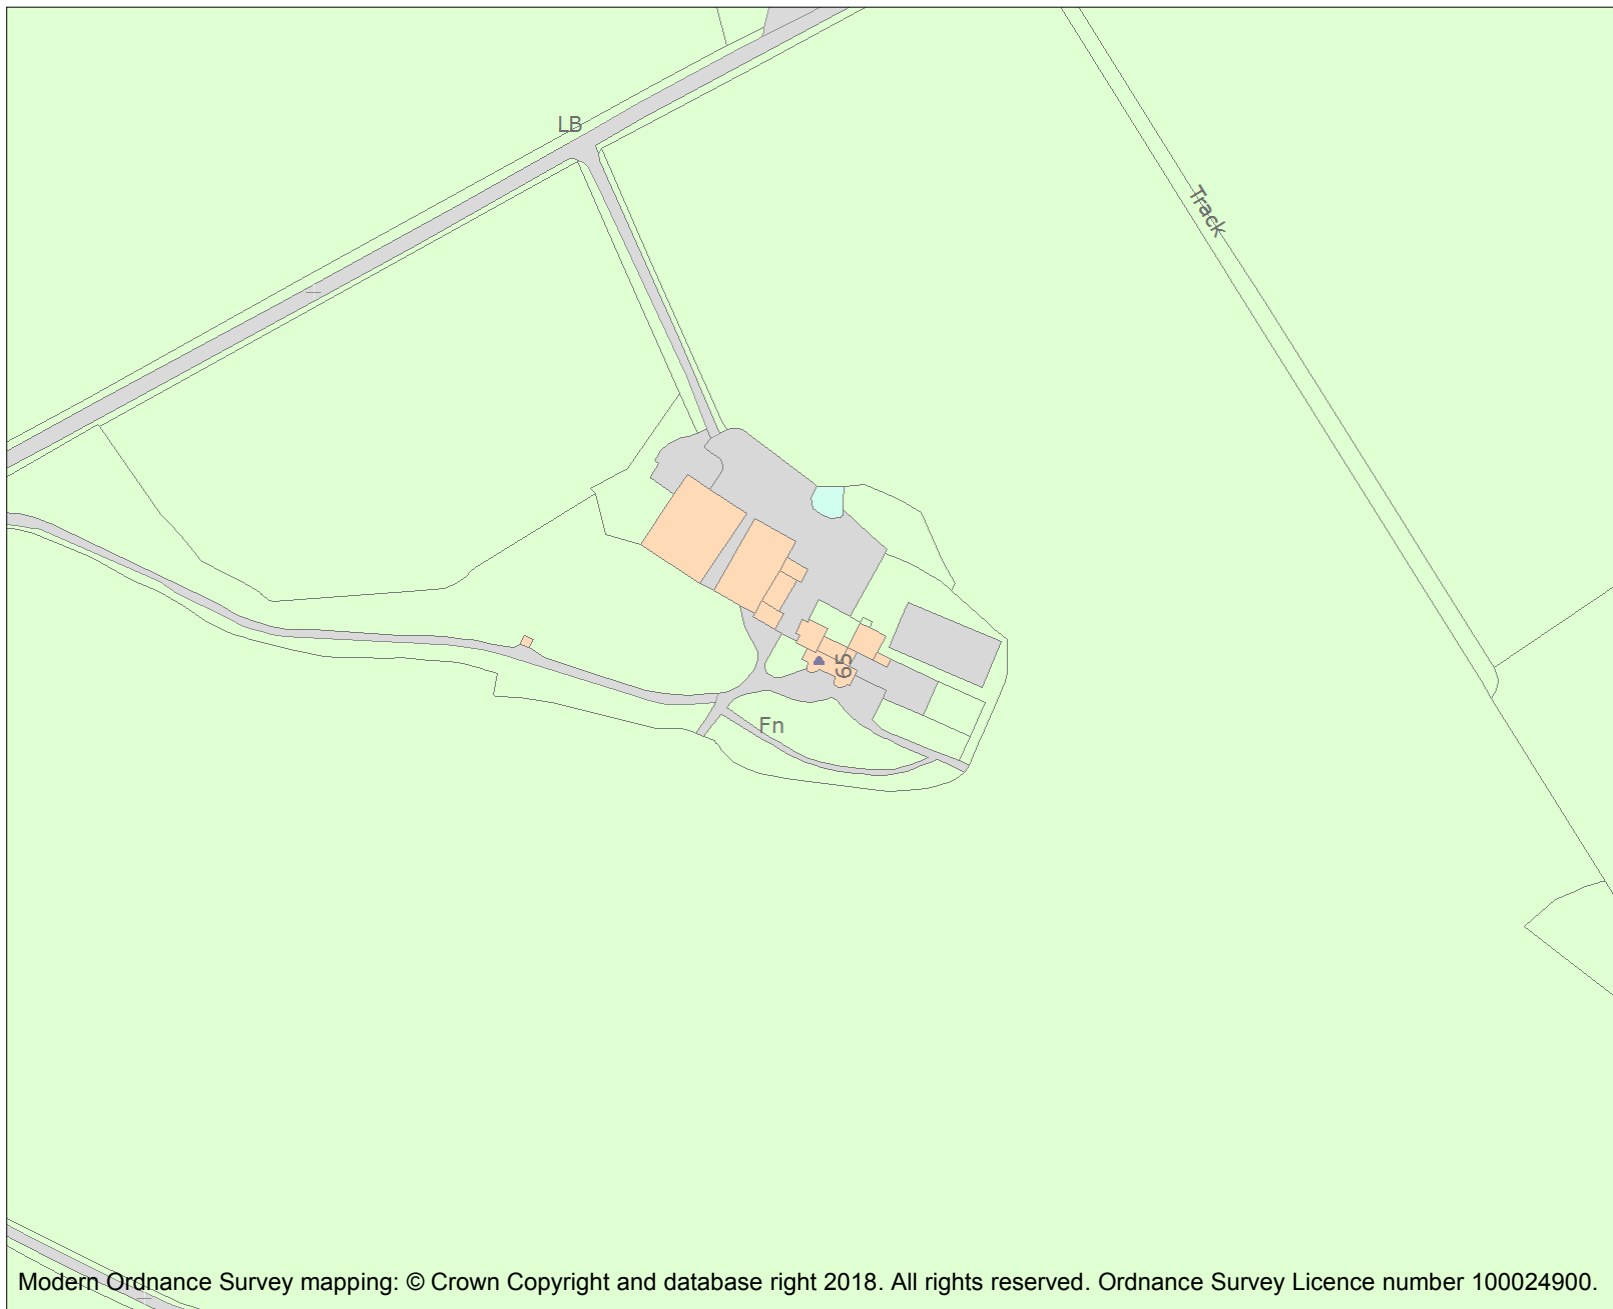 LB
Track
65
Fn
Modern Ordnance Survey mapping: © Crown Copyright and database right 2018. All rights reserved. Ordnance Survey Licence number 100024900.